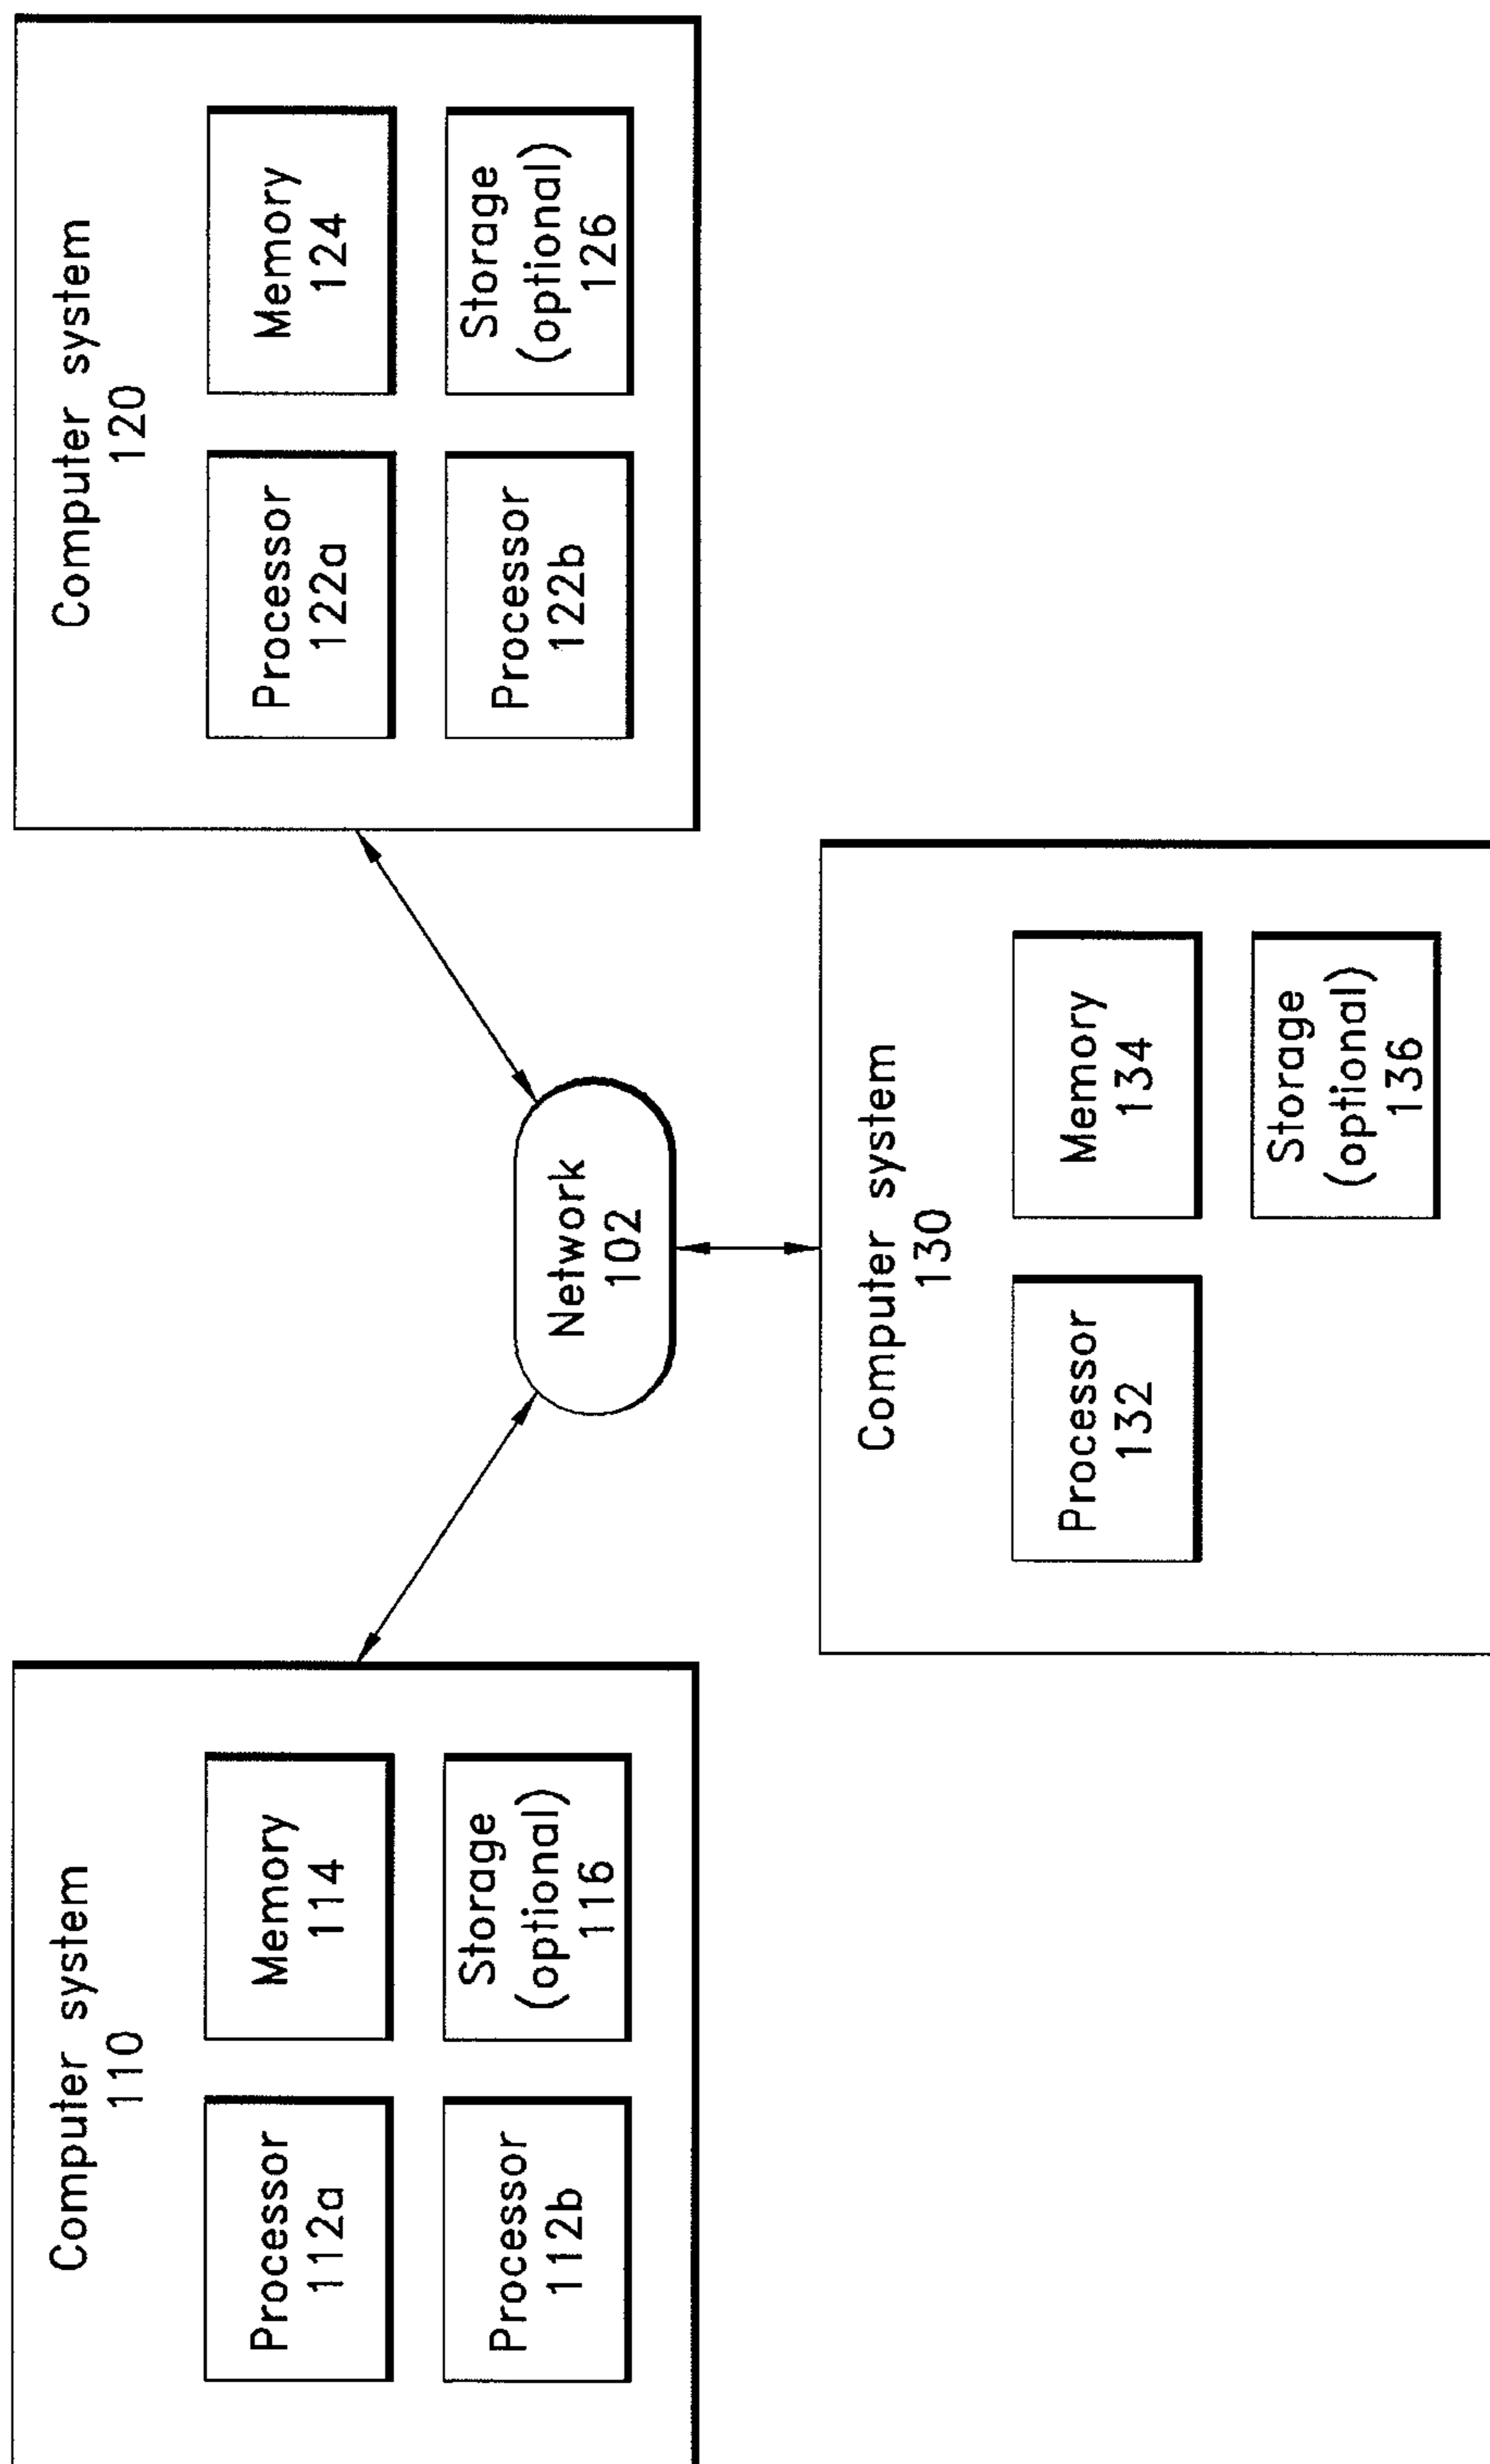 Computer system
110
Processor
112a
Memory
114
Processor
112b
Storage
(optional)
116
Network
102
Computer system
120
Processor
122a
Memory
124
Processor
122b
Storage
(optional)
126
Computer system
130
Processor
132
Memory
134
Storage
(optional)
136